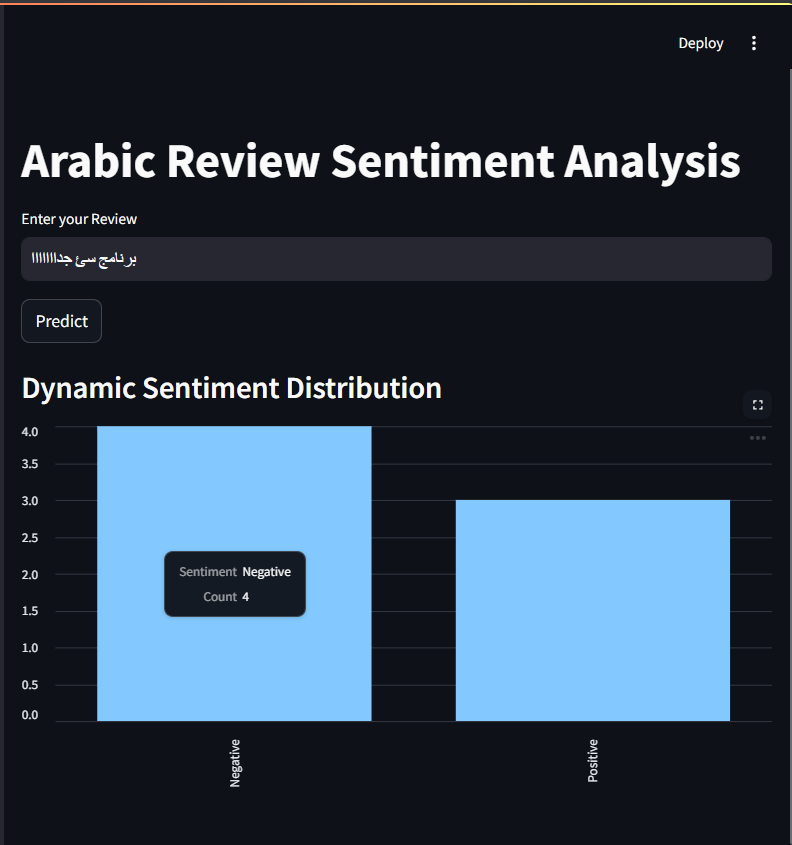 Deploy
Arabic Review Sentiment Analysis
Enter your Review
برنامج سئ جداااااااا
Predict
Dynamic Sentiment Distribution
4.0
3.5
3.0
2.5
2.0
1.5
1.0
0.5
0.0
Sentiment Negative
Count 4
Negative
Positive